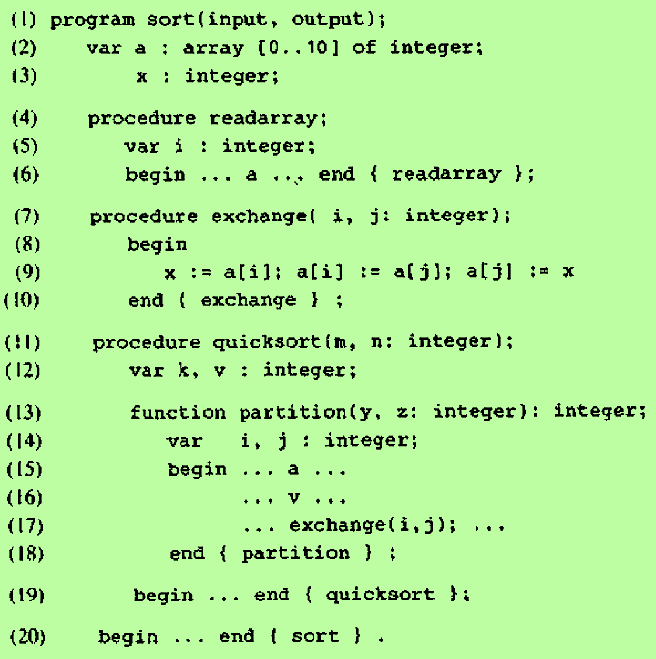 (1) program sort(input, output);
(2) var a : array [0..10] of integer;
(3) x : integer;
(4) procedure readarray;
(5) var i : integer;
(6) begin ... a ... end { readarray };
(7) procedure exchange( i, j: integer);
(8) begin
(9) x := a[i]; a[i] := a[j]; a[j] := x
(10) end { exchange } ;
(11) procedure quicksort(m, n: integer);
(12) var k, v : integer;
(13) function partition(y, z: integer): integer;
(14) var i, j : integer;
(15) begin ... a ...
(16) ... v ...
(17) ... exchange(i,j); ...
(18) end { partition } ;
(19) begin ... end { quicksort };
(20) begin ... end { sort } .